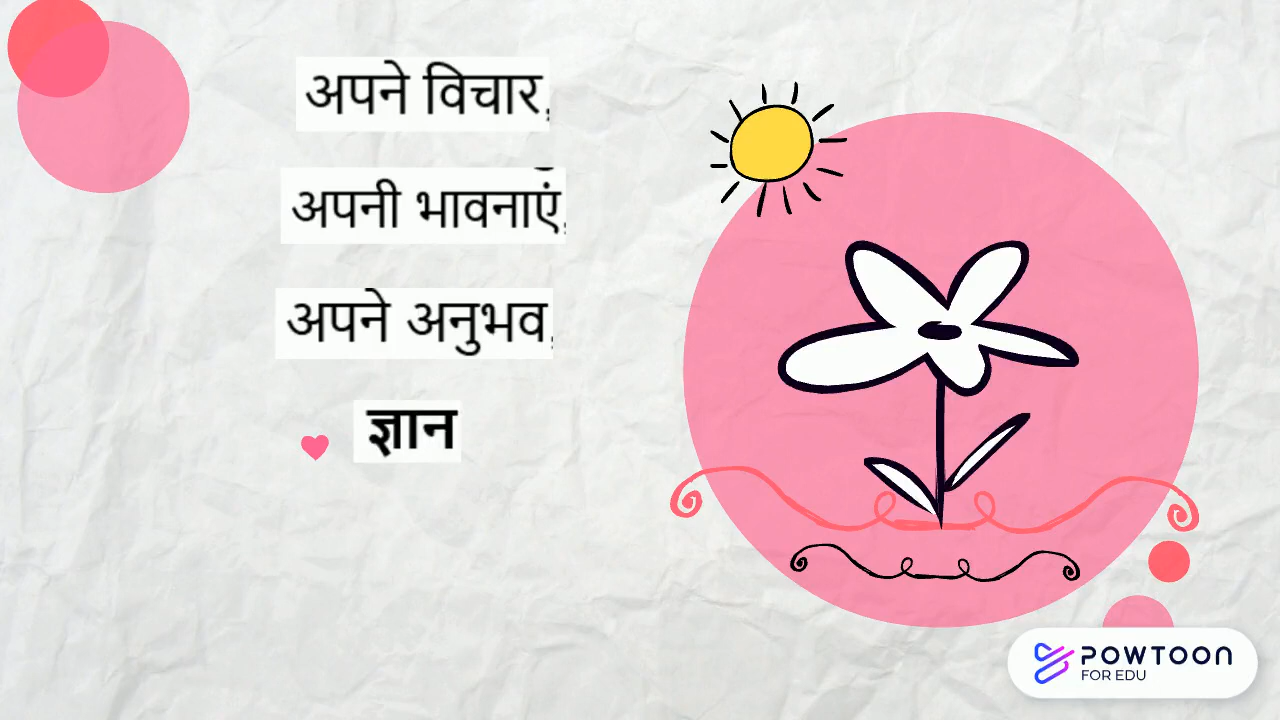 अपने विचार,
अपनी भावनाएं,
अपने अनुभव,
ज्ञान
POWTOON
FOR EDU